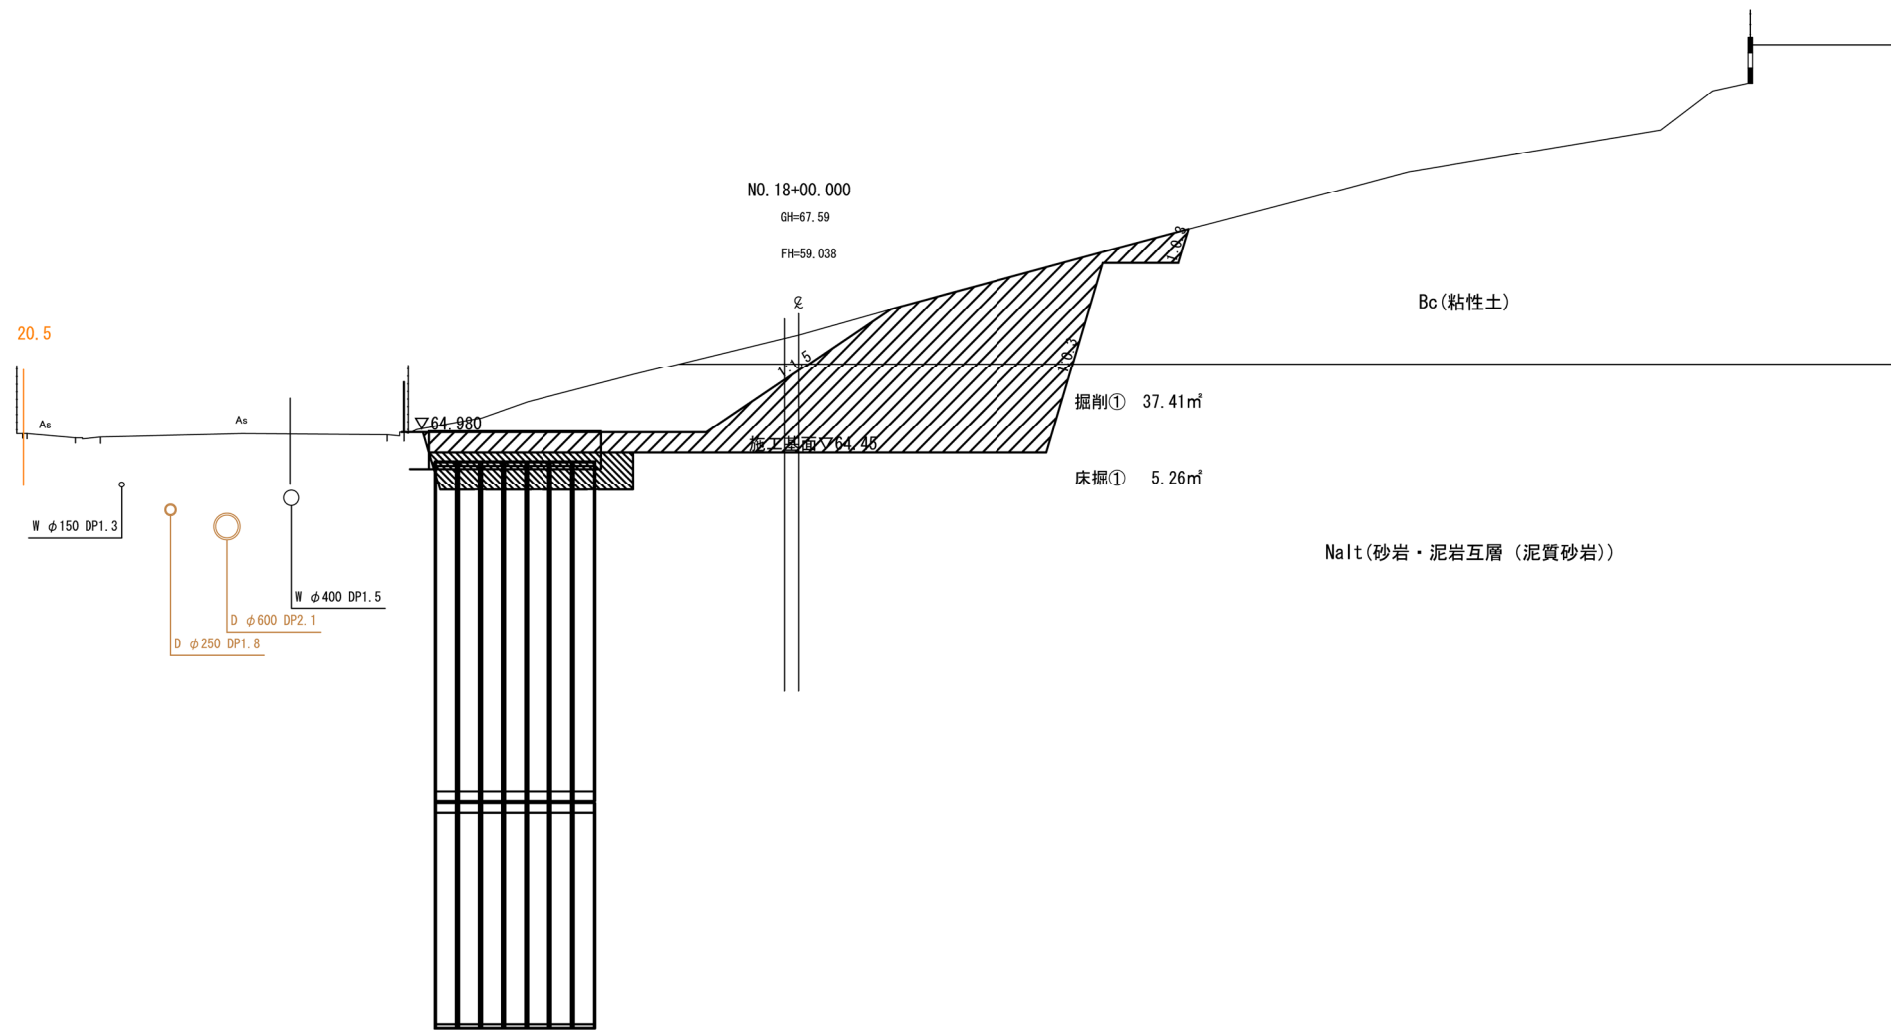 NO.18+00.000
GH=67.59
FH=59.038
1:0.8
Bc(粘性土)
20.5
1:1.5
1:0.3
掘削① 37.41㎡
As
As
▽64.980
施工基面▽64.45
床掘① 5.26㎡
W φ150 DP1.3
Nalt(砂岩・泥岩互層（泥質砂岩）)
W φ400 DP1.5
D φ600 DP2.1
D φ250 DP1.8